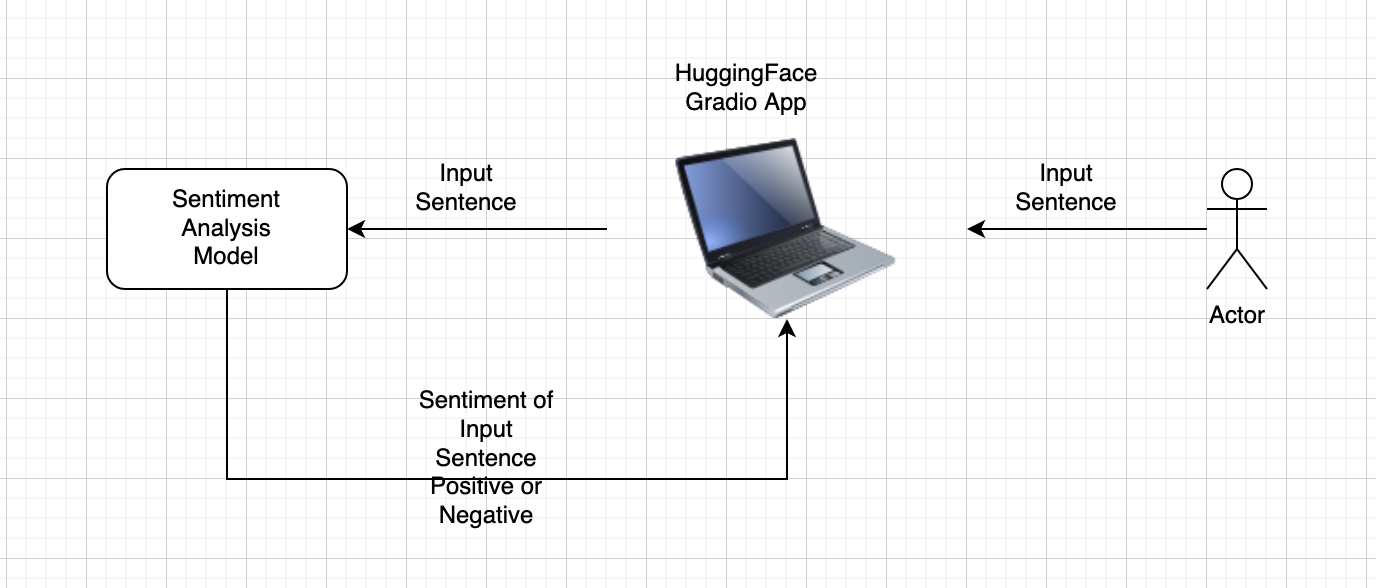 HuggingFace
Gradio App
Input
Sentence
Input
Sentence
Sentiment
Analysis
Model
Actor
Sentiment of
Input
Sentence
Positive or
Negative